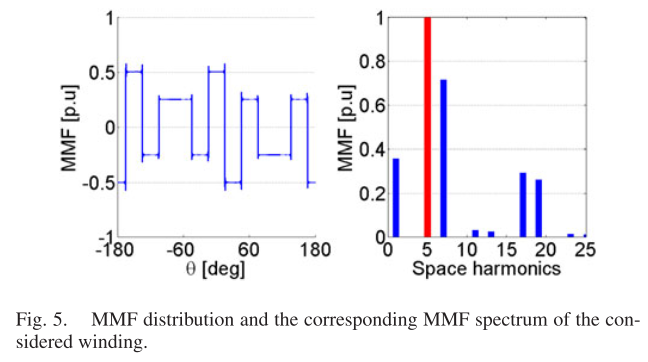 1
0.5
0
-0.5
-1
-180 -60 60 180
MMF [p.u]
θ [deg]
1
0.8
0.6
0.4
0.2
0
0 5 10 15 20 25
MMF [p.u]
Space harmonics
Fig. 5. MMF distribution and the corresponding MMF spectrum of the con-
sidered winding.